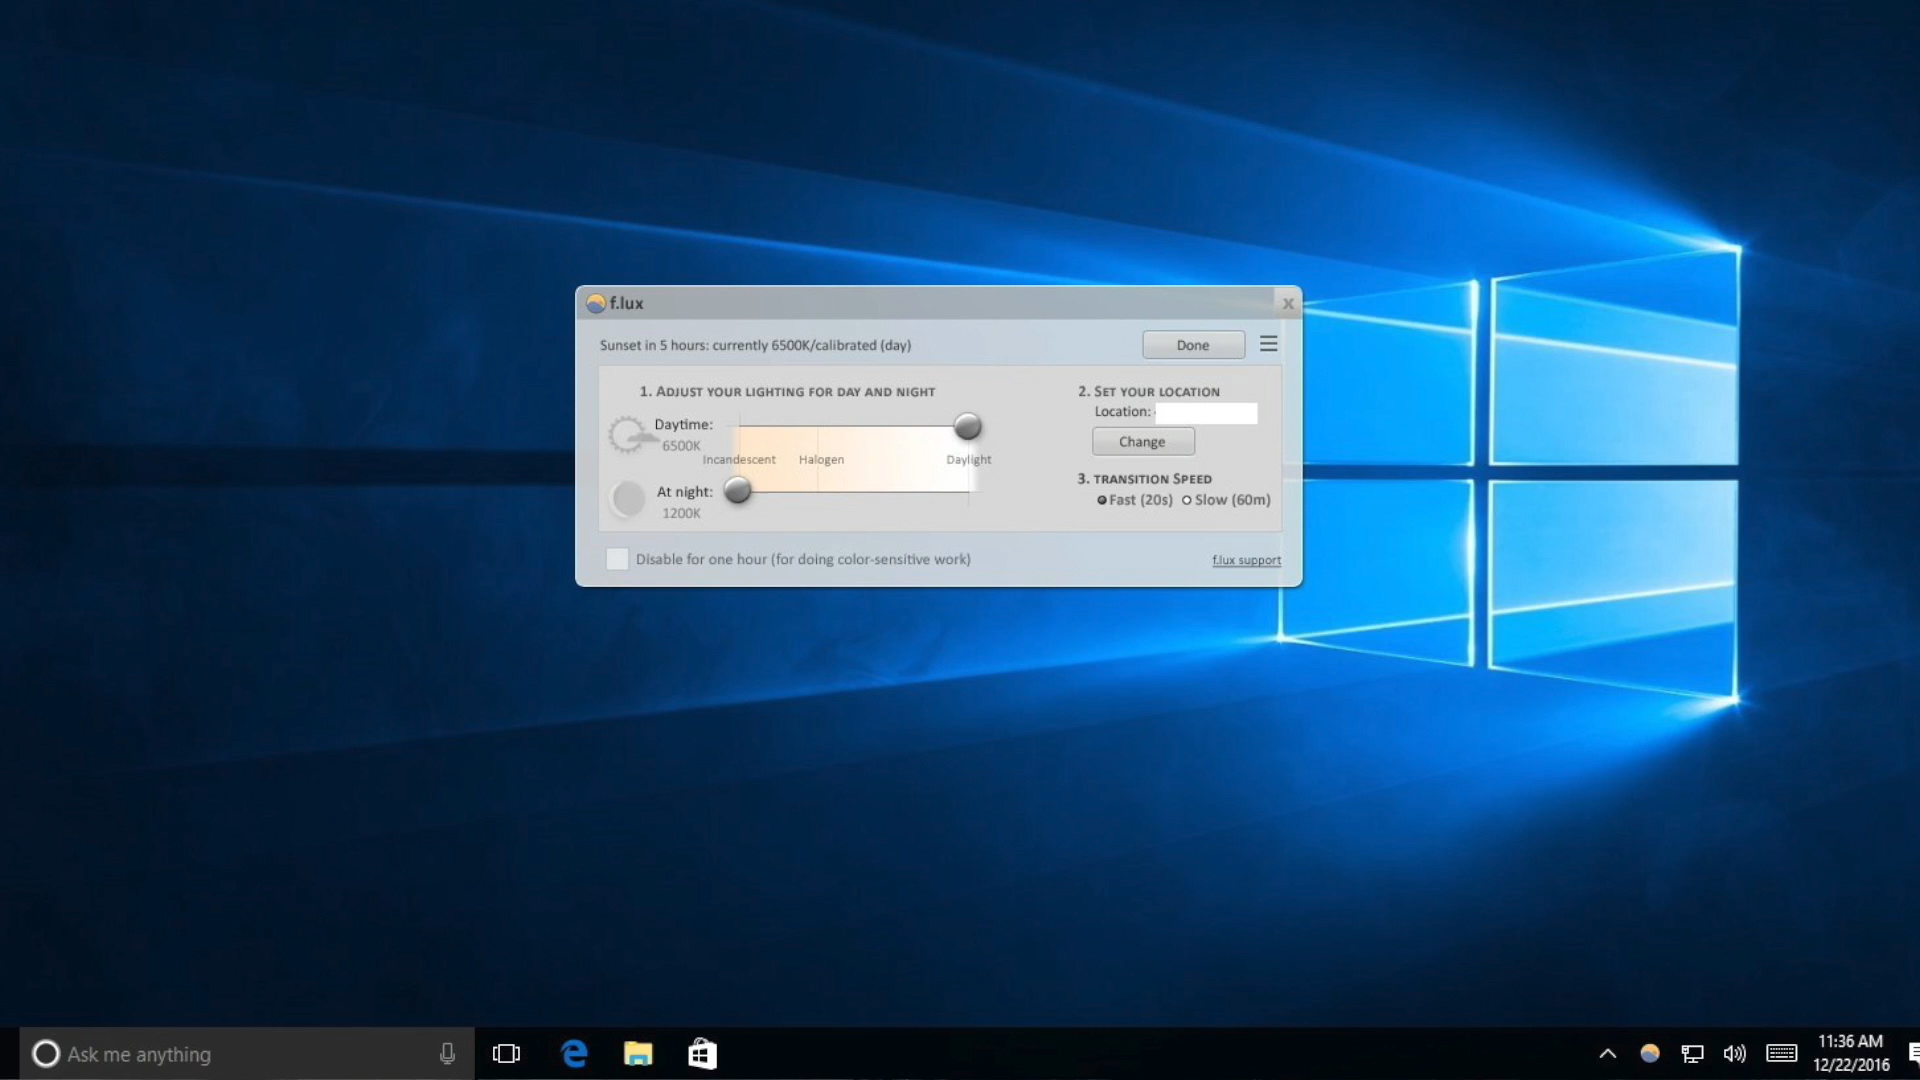 f.lux
x
Sunset in 5 hours: currently 6500K/calibrated (day)
Done
1. ADJUST YOUR LIGHTING FOR DAY AND NIGHT
Daytime:
6500K
Incandescent
Halogen
Daylight
At night:
1200K
2. SET YOUR LOCATION
Location:
Change
3. TRANSITION SPEED
Fast (20s) Slow (60m)
Disable for one hour (for doing color-sensitive work)
f.lux support
Ask me anything
11:36 AM
12/22/2016